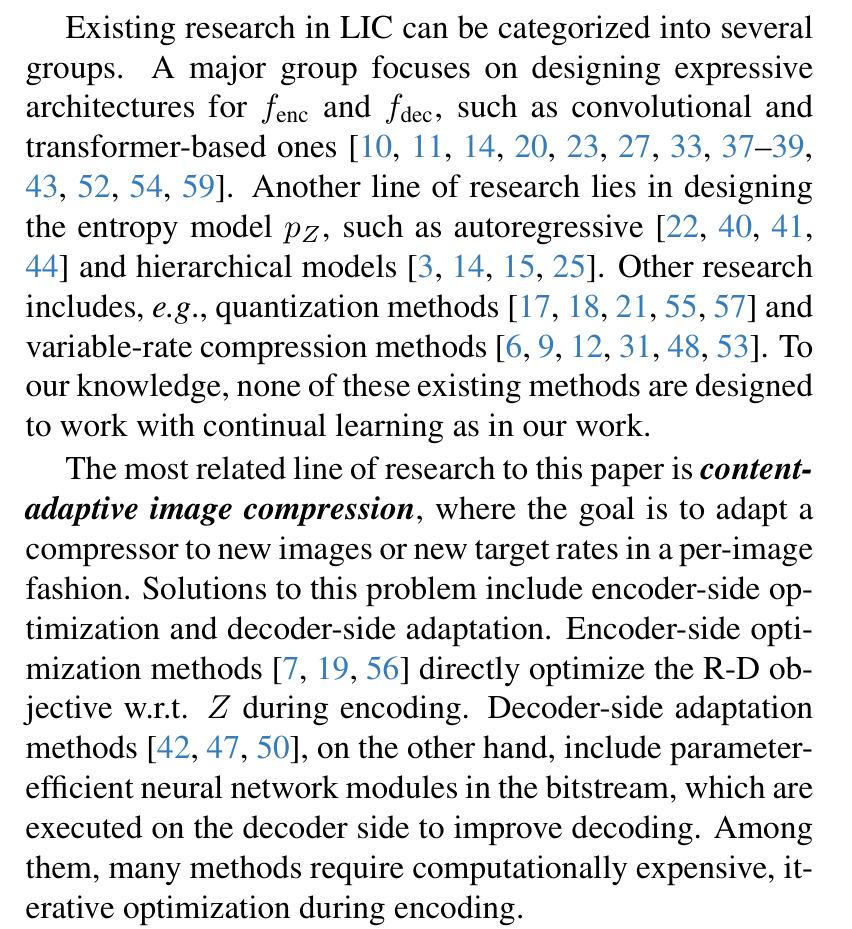 Existing research in LIC can be categorized into several
groups. A major group focuses on designing expressive
architectures for f_enc and f_dec, such as convolutional and
transformer-based ones [10, 11, 14, 20, 23, 27, 33, 37–39,
43, 52, 54, 59]. Another line of research lies in designing
the entropy model p_Z, such as autoregressive [22, 40, 41,
44] and hierarchical models [3, 14, 15, 25]. Other research
includes, e.g., quantization methods [17, 18, 21, 55, 57] and
variable-rate compression methods [6, 9, 12, 31, 48, 53]. To
our knowledge, none of these existing methods are designed
to work with continual learning as in our work.
The most related line of research to this paper is content-
adaptive image compression, where the goal is to adapt a
compressor to new images or new target rates in a per-image
fashion. Solutions to this problem include encoder-side op-
timization and decoder-side adaptation. Encoder-side opti-
mization methods [7, 19, 56] directly optimize the R-D ob-
jective w.r.t. Z during encoding. Decoder-side adaptation
methods [42, 47, 50], on the other hand, include parameter-
efficient neural network modules in the bitstream, which are
executed on the decoder side to improve decoding. Among
them, many methods require computationally expensive, it-
erative optimization during encoding.